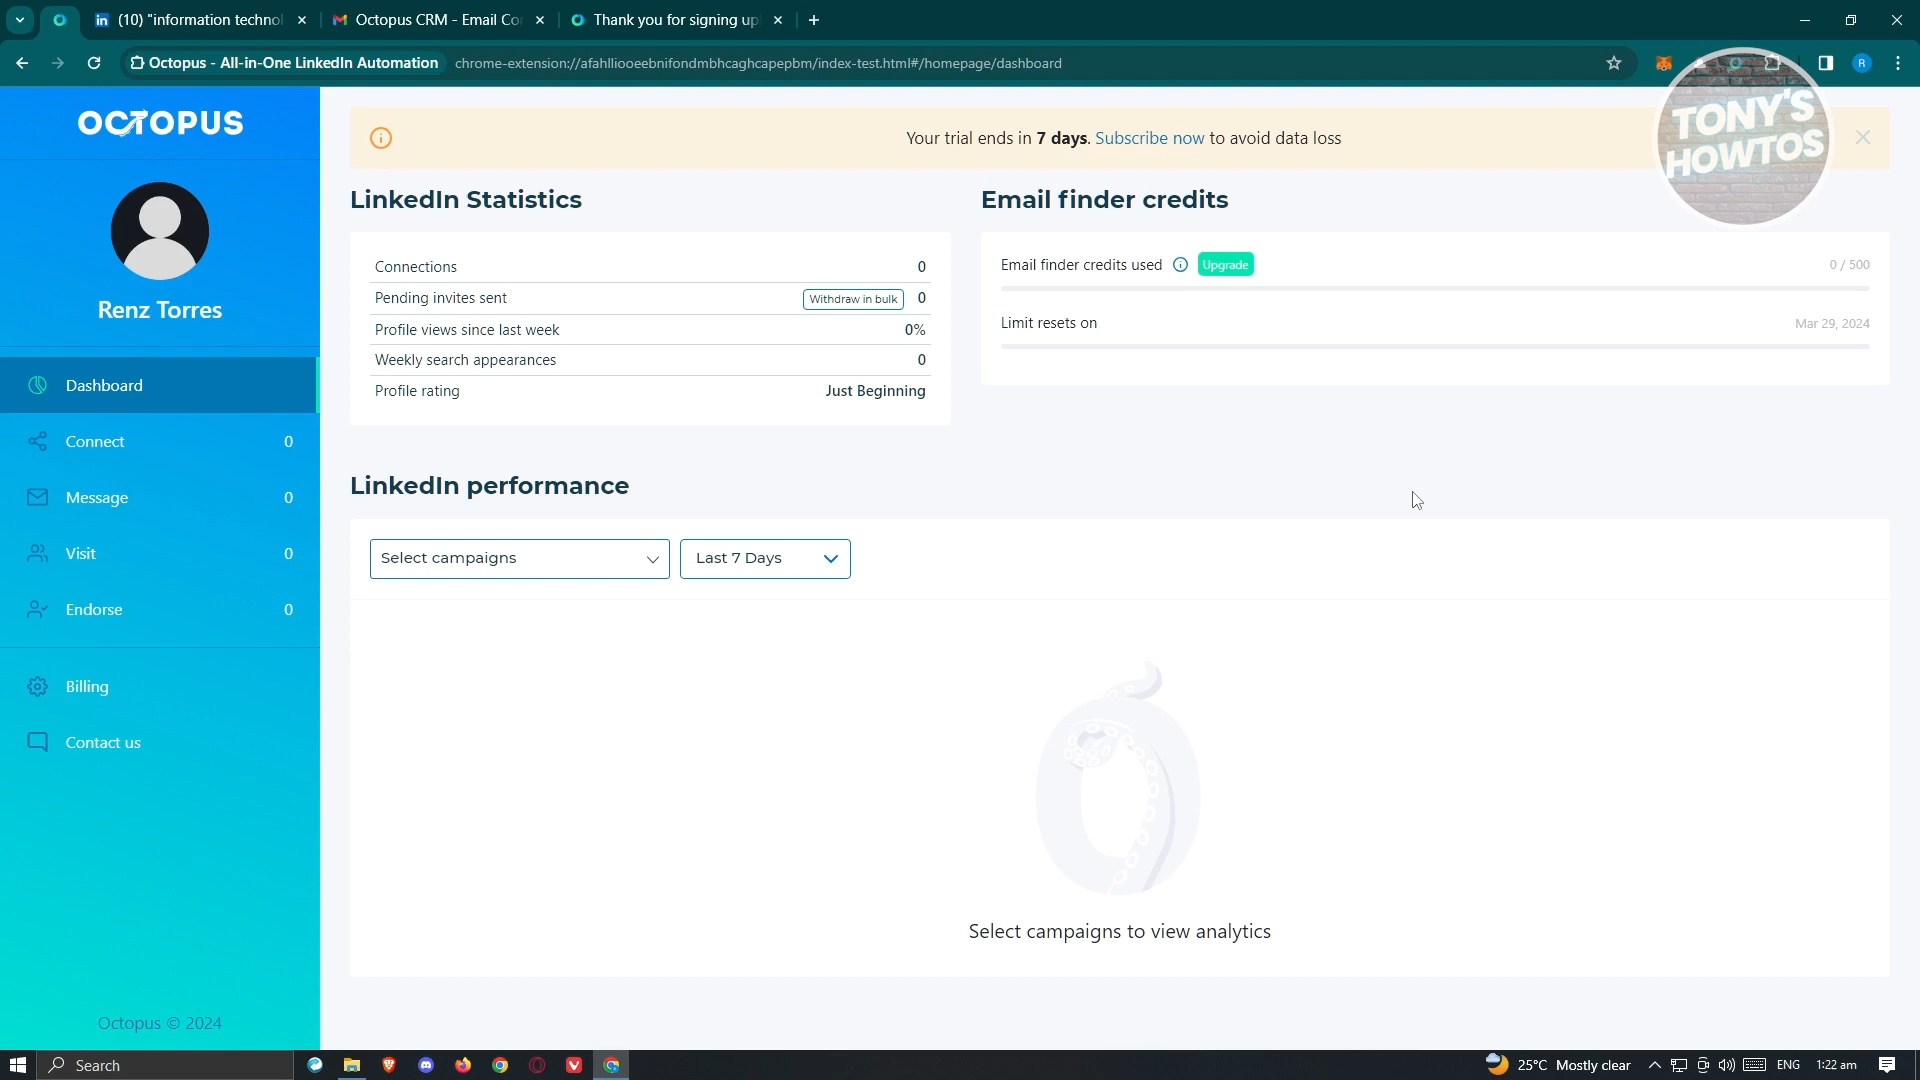 (10) "information technol
Octopus CRM - Email Co
Thank you for signing up
Octopus - All-in-One LinkedIn Automation
chrome-extension://afahlliooeebnifondmbhcaghcapepbm/index-test.html#/homepage/dashboard
R
TONY'S
HOWTOS
OCTOPUS
Renz Torres
Dashboard
Connect 0
Message 0
Visit 0
Endorse 0
Billing
Contact us
Octopus © 2024
Your trial ends in 7 days. Subscribe now to avoid data loss
LinkedIn Statistics
Connections 0
Pending invites sent Withdraw in bulk 0
Profile views since last week 0%
Weekly search appearances 0
Profile rating Just Beginning
Email finder credits
Email finder credits used Upgrade 0 / 500
Limit resets on Mar 29, 2024
LinkedIn performance
Select campaigns
Last 7 Days
Select campaigns to view analytics
Search
25°C Mostly clear
ENG
1:22 am